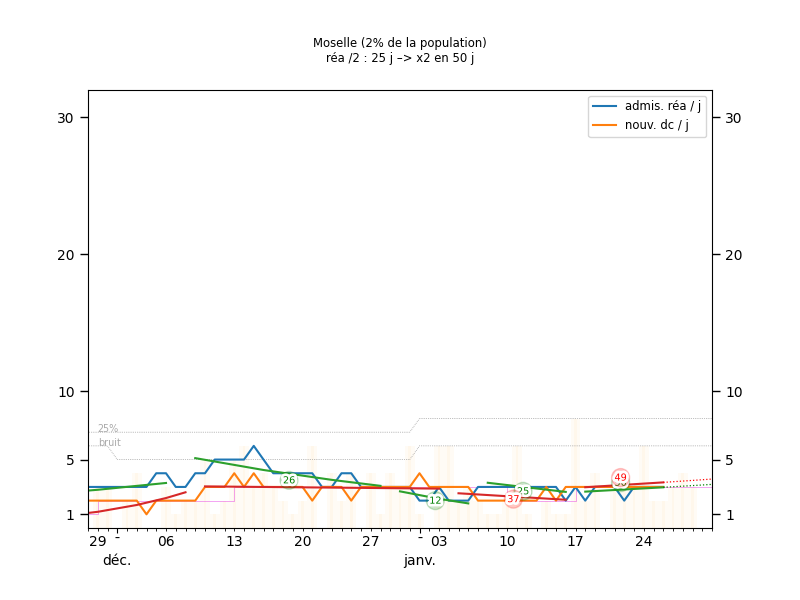 Moselle (2% de la population)
réa /2 : 25 j –> x2 en 50 j
admis. réa / j
nouv. dc / j
30 30
20 20
10 10
25%
bruit
5 5
26
12
25
37
49
1 1
29 - 06 13 20 27 - 03 10 17 24
déc. janv.